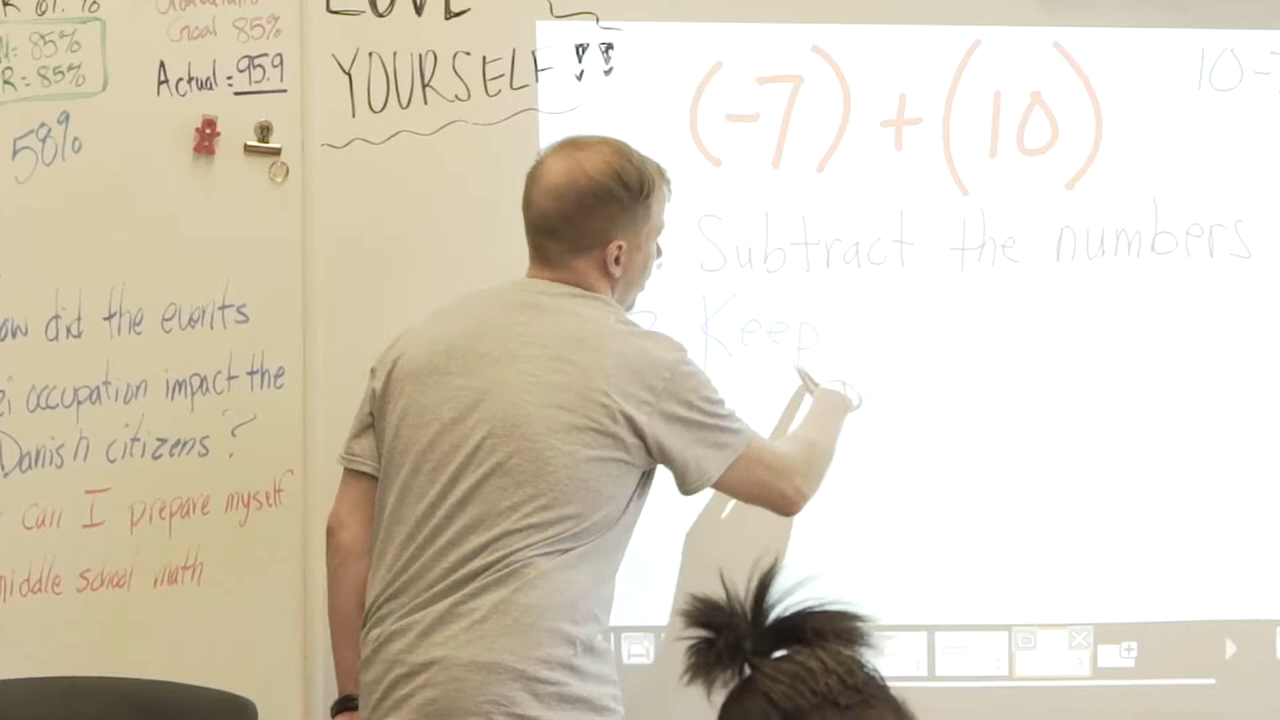 61.%
85%
R = 85%
58%
Goal 85%
Actual = 95.9
LOVE
YOURSELF !!
(-7) + (10)
10 -
Subtract the numbers
Keep
did the events
occupation impact the
Danish citizens?
can I prepare myself
middle school math